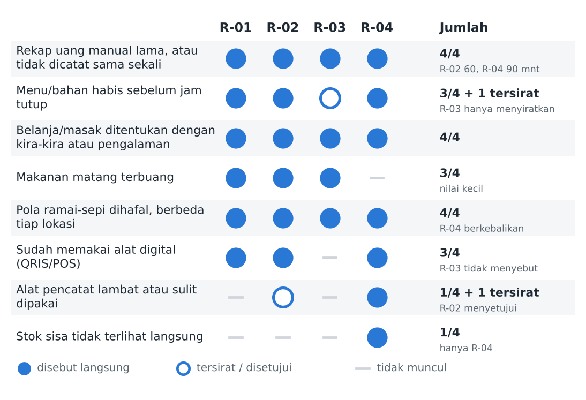 R-01 R-02 R-03 R-04 Jumlah
Rekap uang manual lama, atau
tidak dicatat sama sekali
4/4
R-02 60, R-04 90 mnt
Menu/bahan habis sebelum jam
tutup
3/4 + 1 tersirat
R-03 hanya menyiratkan
Belanja/masak ditentukan dengan
kira-kira atau pengalaman
4/4
Makanan matang terbuang
3/4
nilai kecil
Pola ramai-sepi dihafal, berbeda
tiap lokasi
4/4
R-04 berkebalikan
Sudah memakai alat digital
(QRIS/POS)
3/4
R-03 tidak menyebut
Alat pencatat lambat atau sulit
dipakai
1/4 + 1 tersirat
R-02 menyetujui
Stok sisa tidak terlihat langsung
1/4
hanya R-04
disebut langsung tersirat / disetujui tidak muncul